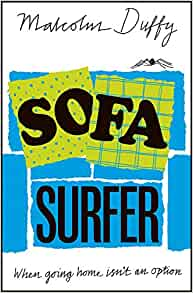 Malcolm Duffy
SOFA
SURFER
When going home isn't an option